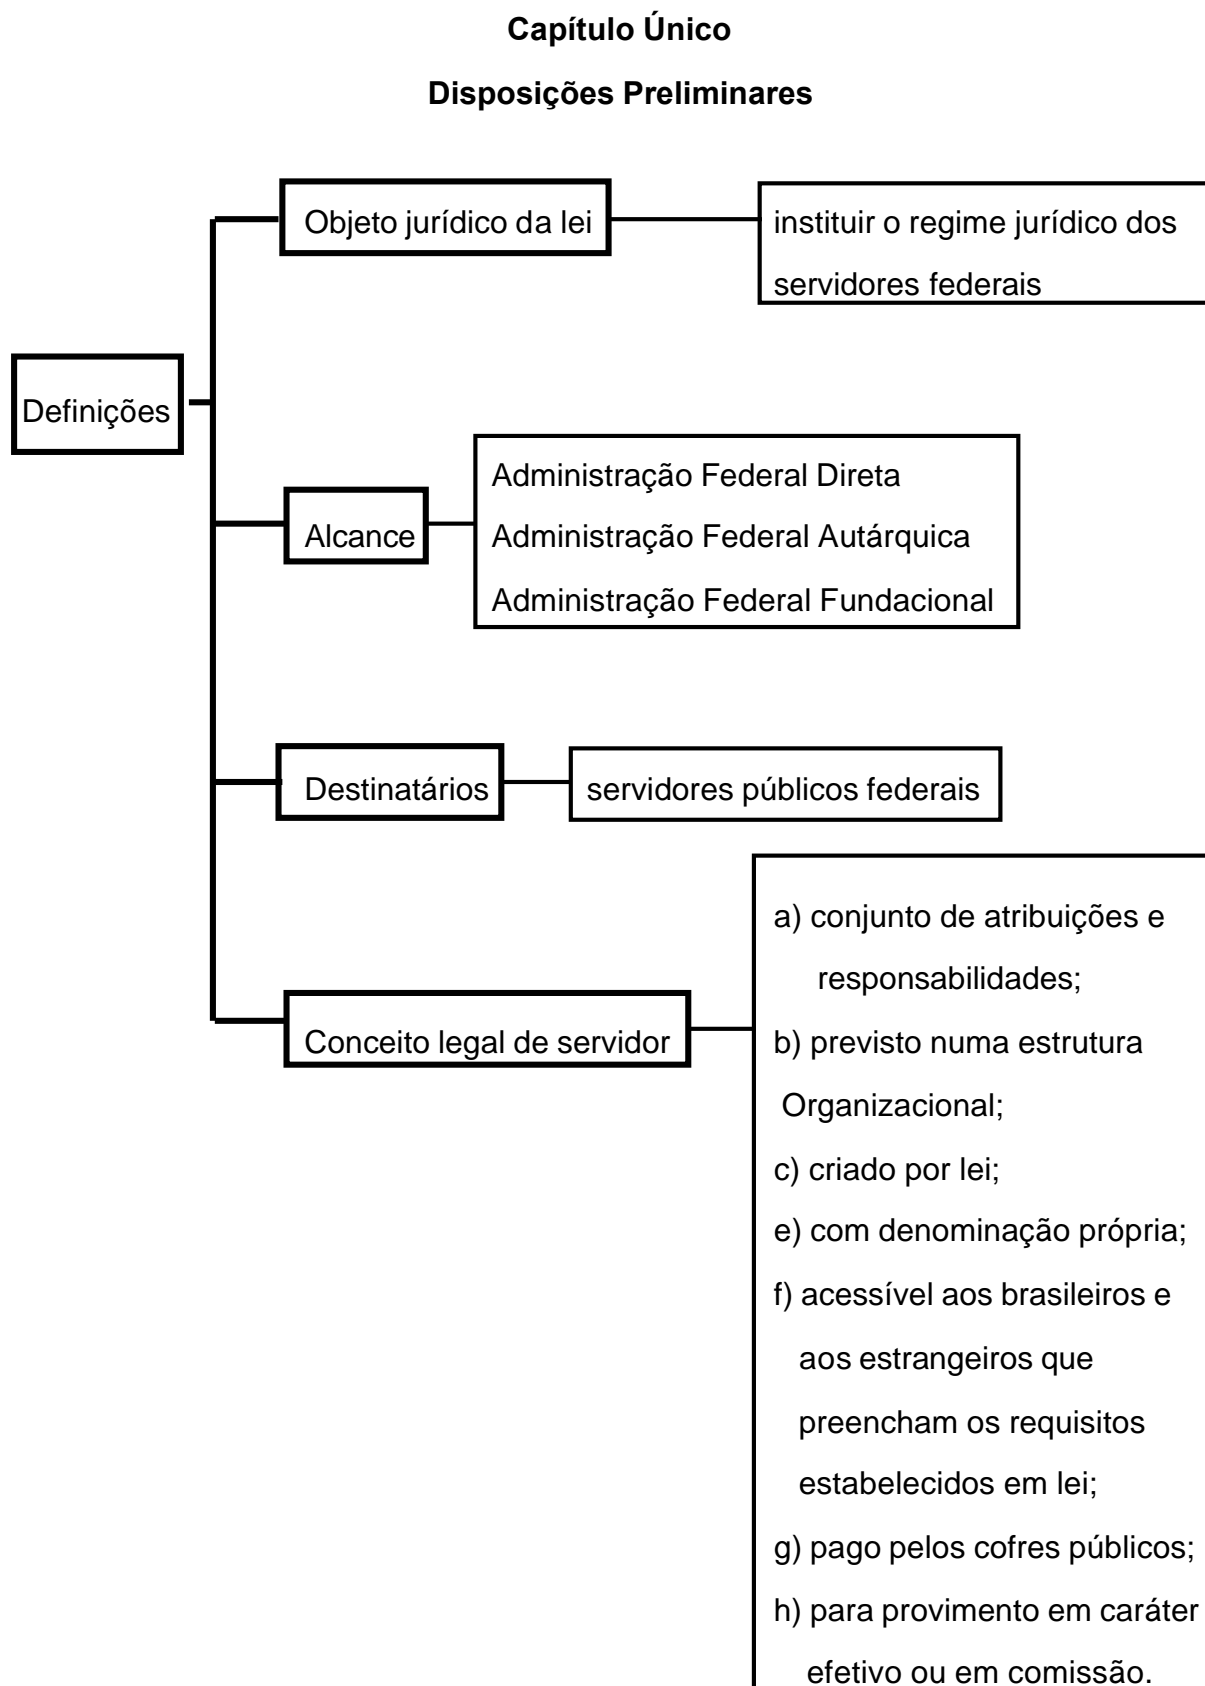 Capítulo Único
Disposições Preliminares
Objeto jurídico da lei
instituir o regime jurídico dos
servidores federais
Definições
Alcance
Administração Federal Direta
Administração Federal Autárquica
Administração Federal Fundacional
Destinatários
servidores públicos federais
Conceito legal de servidor
a) conjunto de atribuições e
responsabilidades;
b) previsto numa estrutura
Organizacional;
c) criado por lei;
e) com denominação própria;
f) acessível aos brasileiros e
aos estrangeiros que
preencham os requisitos
estabelecidos em lei;
g) pago pelos cofres públicos;
h) para provimento em caráter
efetivo ou em comissão.